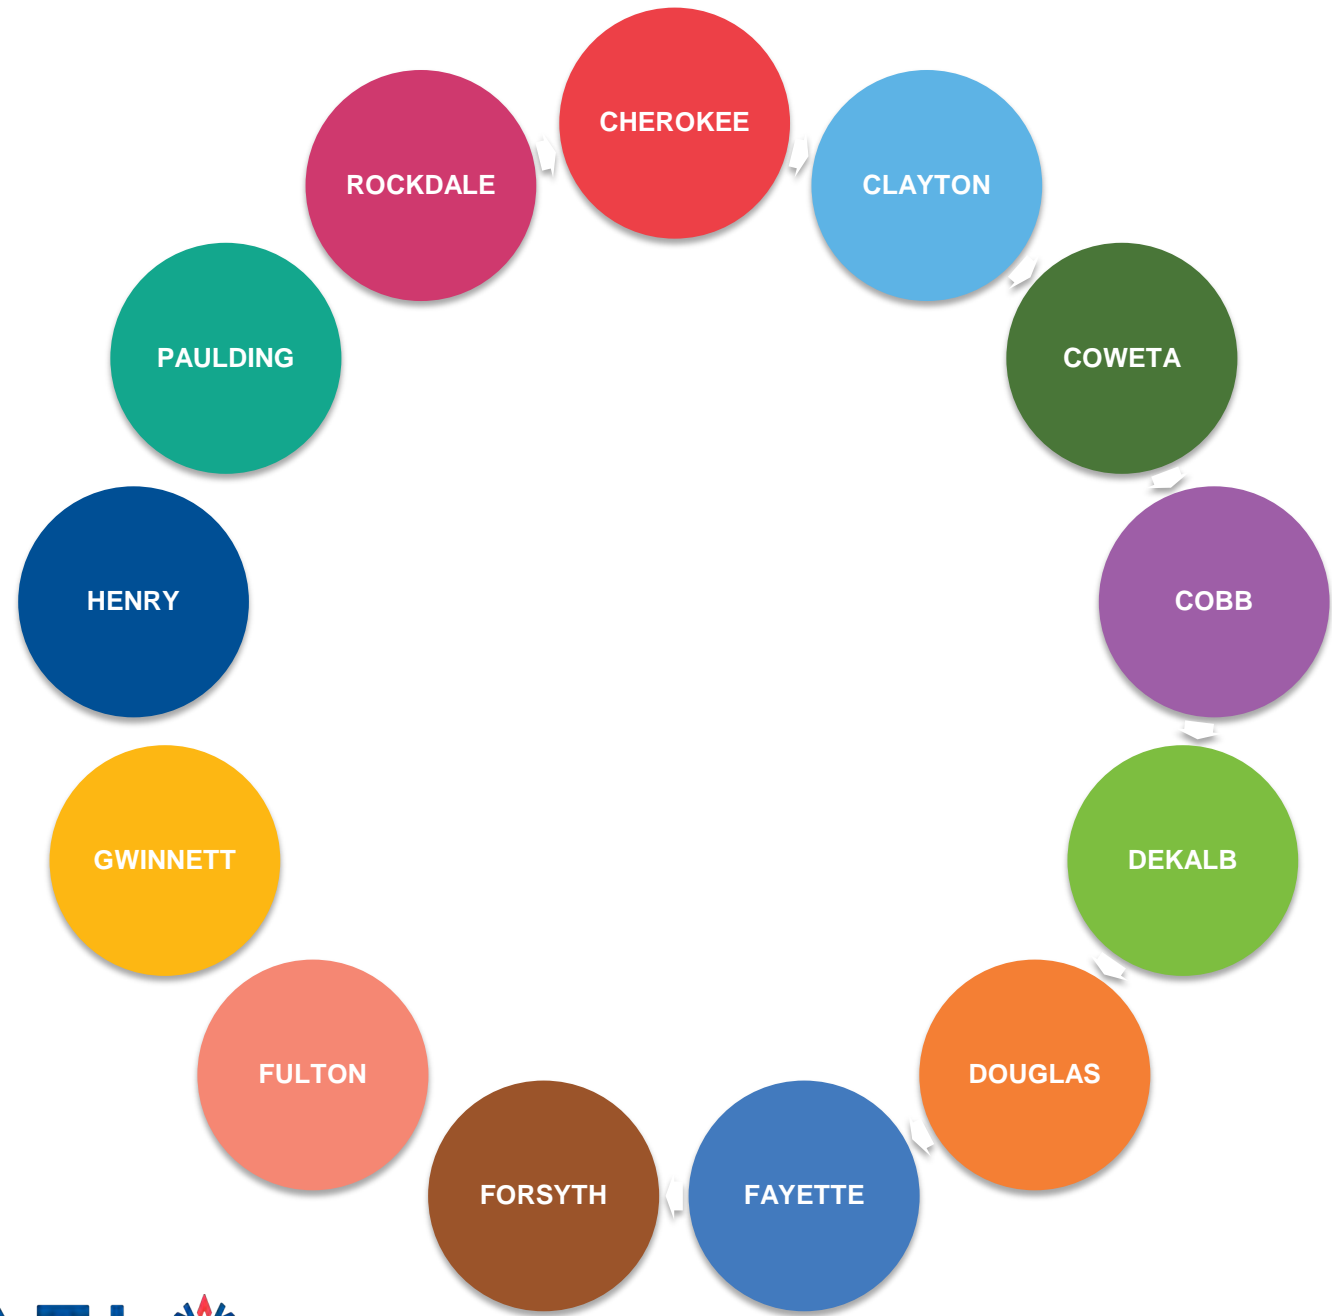 CHEROKEE
CLAYTON
COWETA
COBB
DEKALB
DOUGLAS
FAYETTE
FORSYTH
FULTON
GWINNETT
HENRY
PAULDING
ROCKDALE